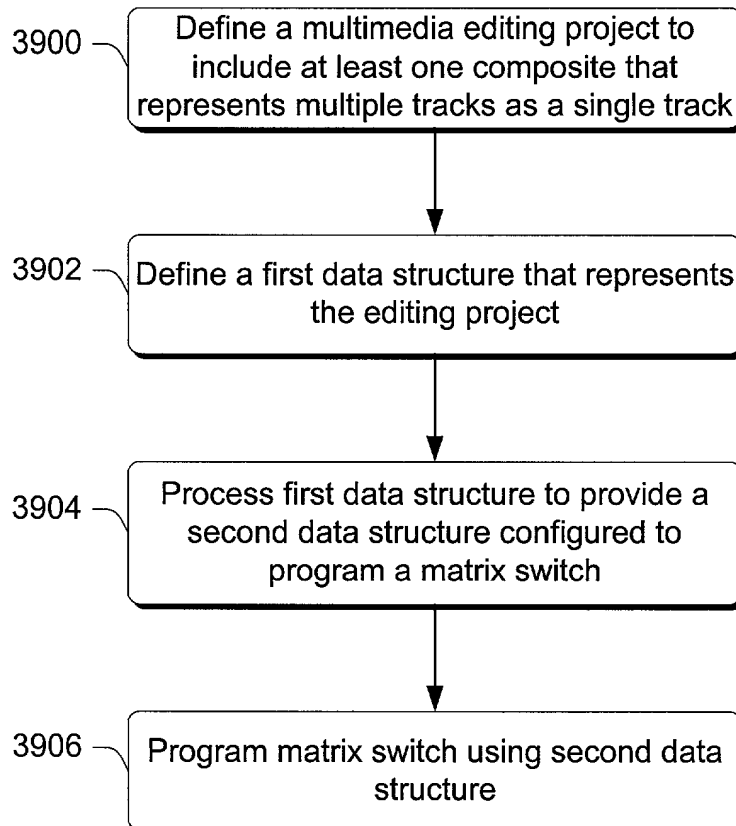 3900
Define a multimedia editing project to
include at least one composite that
represents multiple tracks as a single track
3902
Define a first data structure that represents
the editing project
3904
Process first data structure to provide a
second data structure configured to
program a matrix switch
3906
Program matrix switch using second data
structure